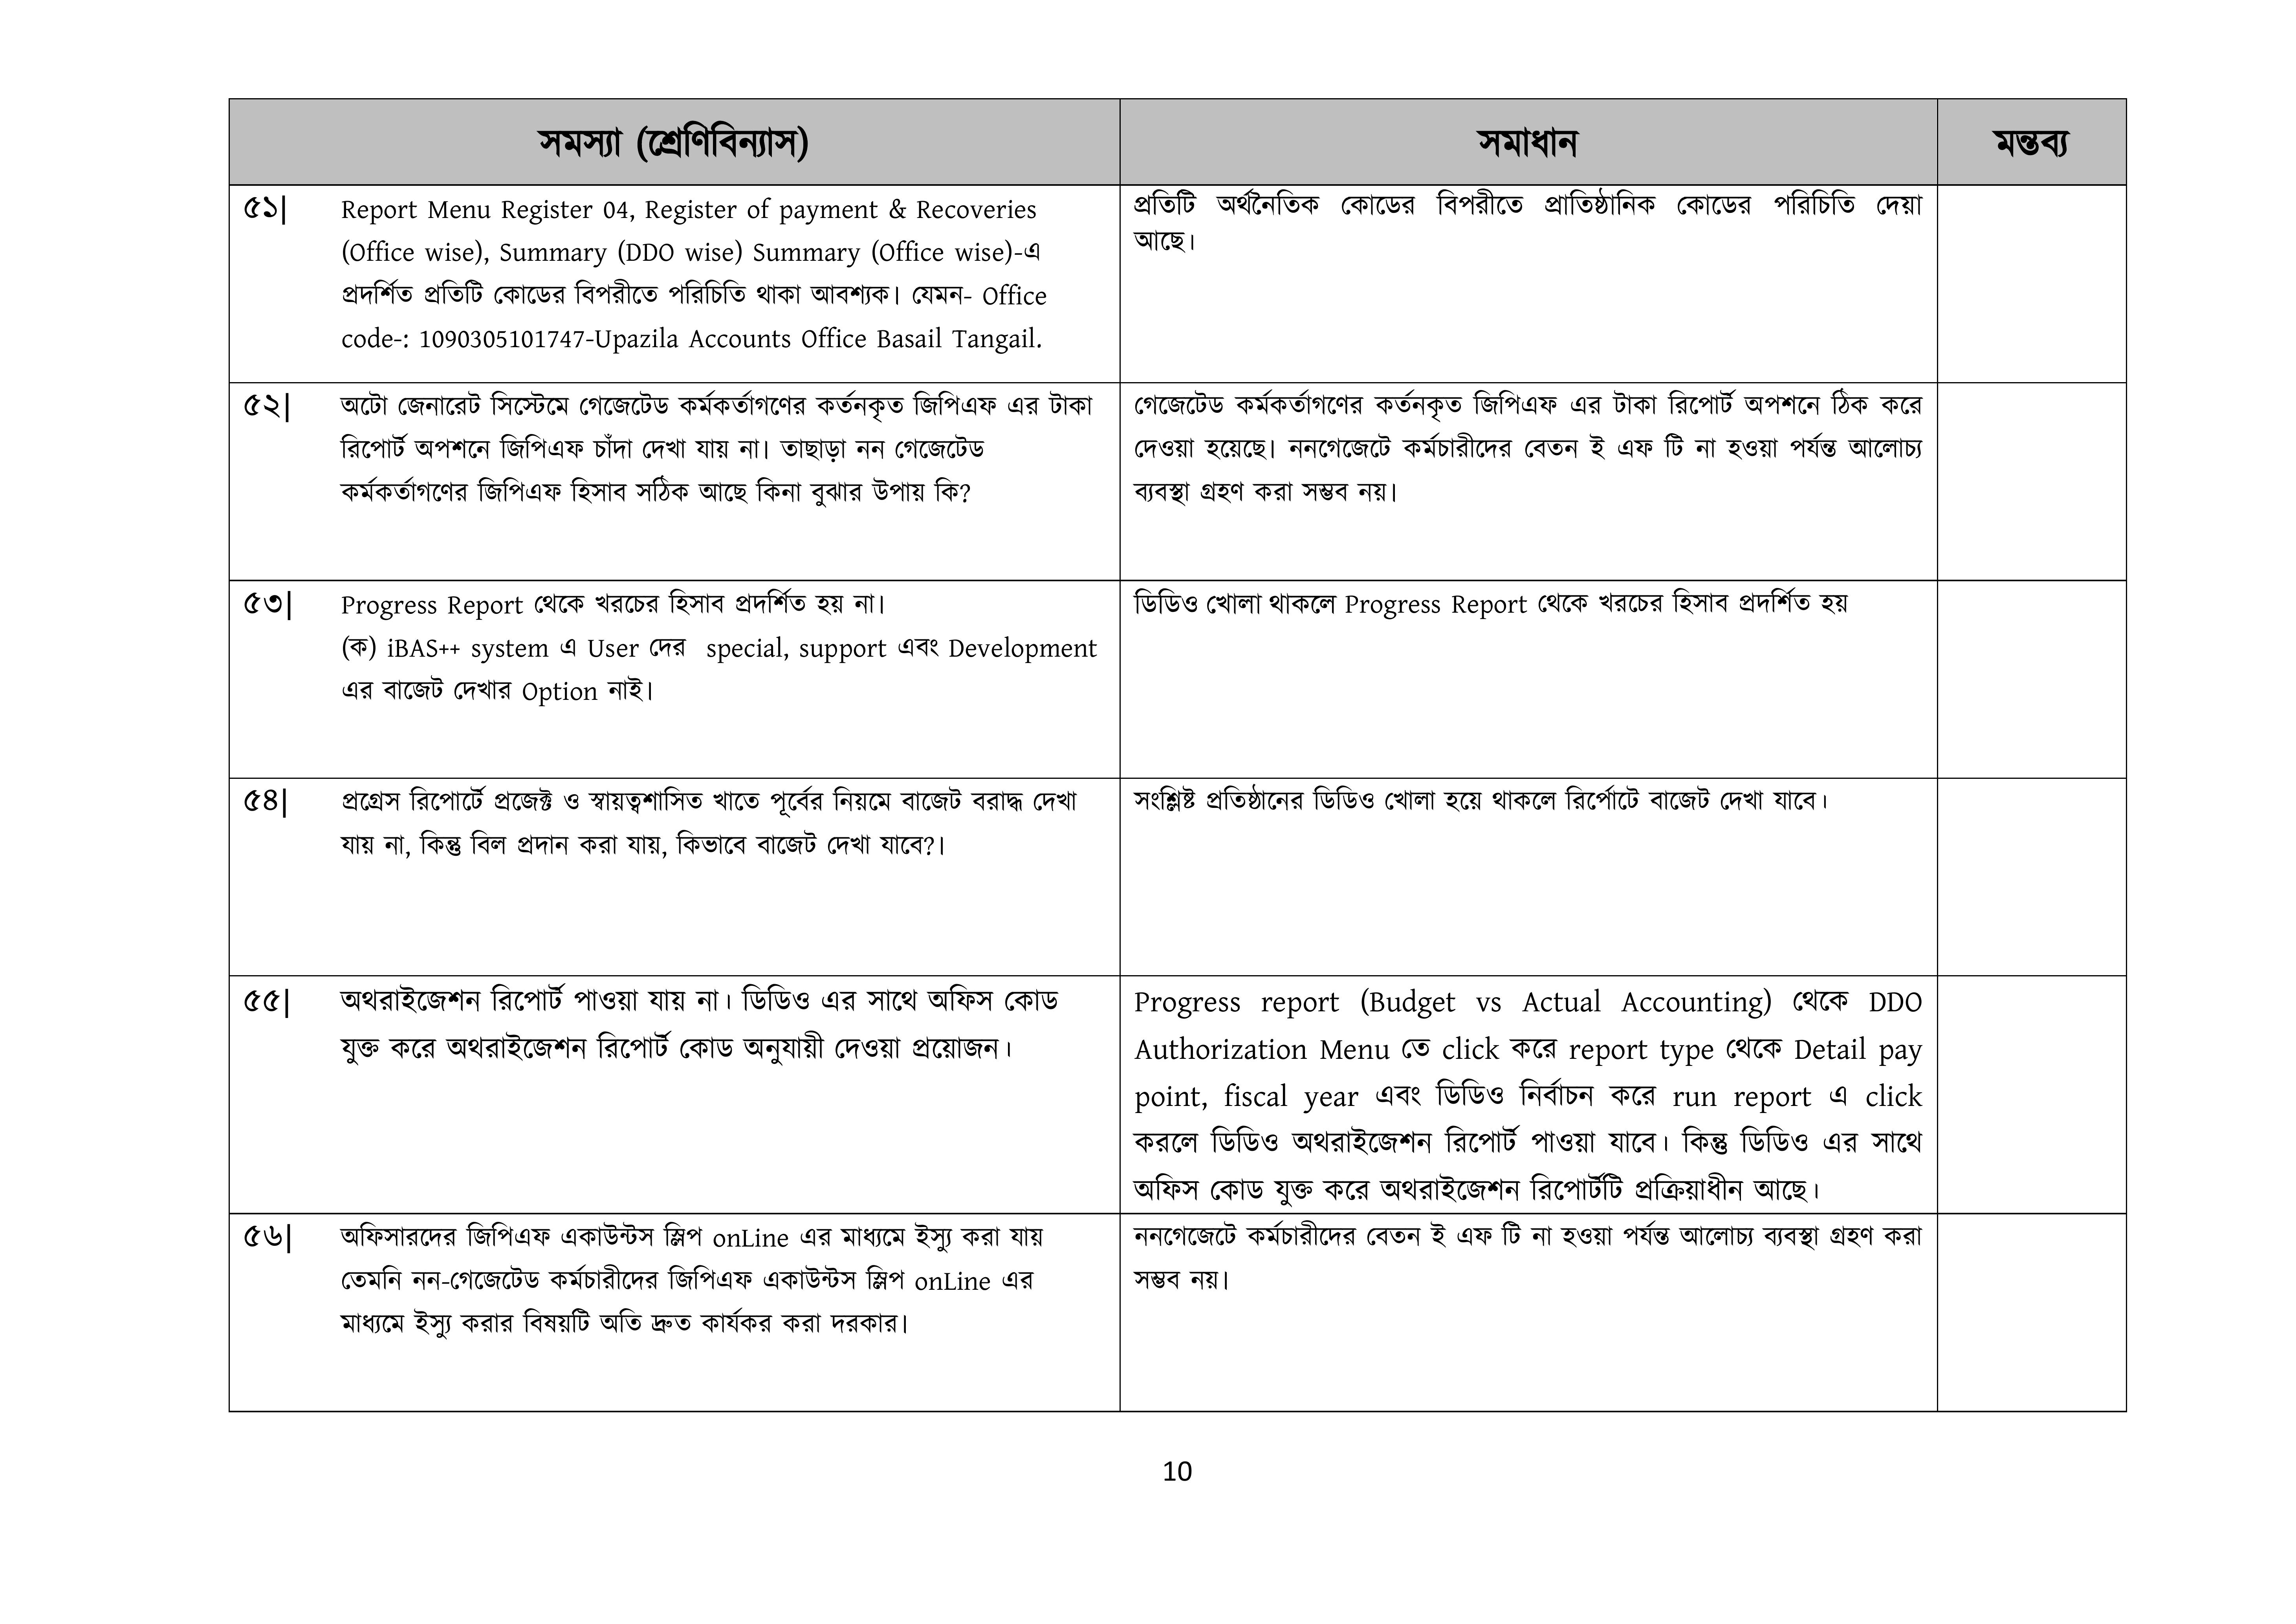 সমস্যা (শ্রেণিবিন্যাস)
সমাধান
মন্তব্য
৫১|
Report Menu Register 04, Register of payment & Recoveries
(Office wise), Summary (DDO wise) Summary (Office wise)-এ
প্রদর্শিত প্রতিটি কোডের বিপরীতে পরিচিতি থাকা আবশ্যক। যেমন- Office
code-: 1090305101747-Upazila Accounts Office Basail Tangail.
প্রতিটি অর্থনৈতিক কোডের বিপরীতে প্রাতিষ্ঠানিক কোডের পরিচিতি দেয়া
আছে।
৫২|
অটো জেনারেট সিস্টেমে গেজেটেড কর্মকর্তাগণের কর্তনকৃত জিপিএফ এর টাকা
রিপোর্ট অপশনে জিপিএফ চাঁদা দেখা যায় না। তাছাড়া নন গেজেটেড
কর্মকর্তাগণের জিপিএফ হিসাব সঠিক আছে কিনা বুঝার উপায় কি?
গেজেটেড কর্মকর্তাগণের কর্তনকৃত জিপিএফ এর টাকা রিপোর্ট অপশনে ঠিক করে
দেওয়া হয়েছে। ননগেজেটে কর্মচারীদের বেতন ই এফ টি না হওয়া পর্যন্ত আলোচ্য
ব্যবস্থা গ্রহণ করা সম্ভব নয়।
৫৩|
Progress Report থেকে খরচের হিসাব প্রদর্শিত হয় না।
(ক) iBAS++ system এ User দের special, support এবং Development
এর বাজেট দেখার Option নাই।
ডিডিও খোলা থাকলে Progress Report থেকে খরচের হিসাব প্রদর্শিত হয়
৫৪|
প্রগ্রেস রিপোর্টে প্রজেক্ট ও স্বায়ত্বশাসিত খাতে পূর্বের নিয়মে বাজেট বরাদ্ধ দেখা
যায় না, কিন্তু বিল প্রদান করা যায়, কিভাবে বাজেট দেখা যাবে?।
সংশ্লিষ্ট প্রতিষ্ঠানের ডিডিও খোলা হয়ে থাকলে রির্পোটে বাজেট দেখা যাবে।
৫৫|
অথরাইজেশন রিপোর্ট পাওয়া যায় না। ডিডিও এর সাথে অফিস কোড
যুক্ত করে অথরাইজেশন রিপোর্ট কোড অনুযায়ী দেওয়া প্রয়োজন।
Progress report (Budget vs Actual Accounting) থেকে DDO
Authorization Menu তে click করে report type থেকে Detail pay
point, fiscal year এবং ডিডিও নির্বাচন করে run report এ click
করলে ডিডিও অথরাইজেশন রিপোর্ট পাওয়া যাবে। কিন্তু ডিডিও এর সাথে
অফিস কোড যুক্ত করে অথরাইজেশন রিপোর্টটি প্রক্রিয়াধীন আছে।
৫৬|
অফিসারদের জিপিএফ একাউন্টস স্লিপ onLine এর মাধ্যমে ইস্যু করা যায়
তেমনি নন-গেজেটেড কর্মচারীদের জিপিএফ একাউন্টস স্লিপ onLine এর
মাধ্যমে ইস্যু করার বিষয়টি অতি দ্রুত কার্যকর করা দরকার।
ননগেজেটে কর্মচারীদের বেতন ই এফ টি না হওয়া পর্যন্ত আলোচ্য ব্যবস্থা গ্রহণ করা
সম্ভব নয়।
10